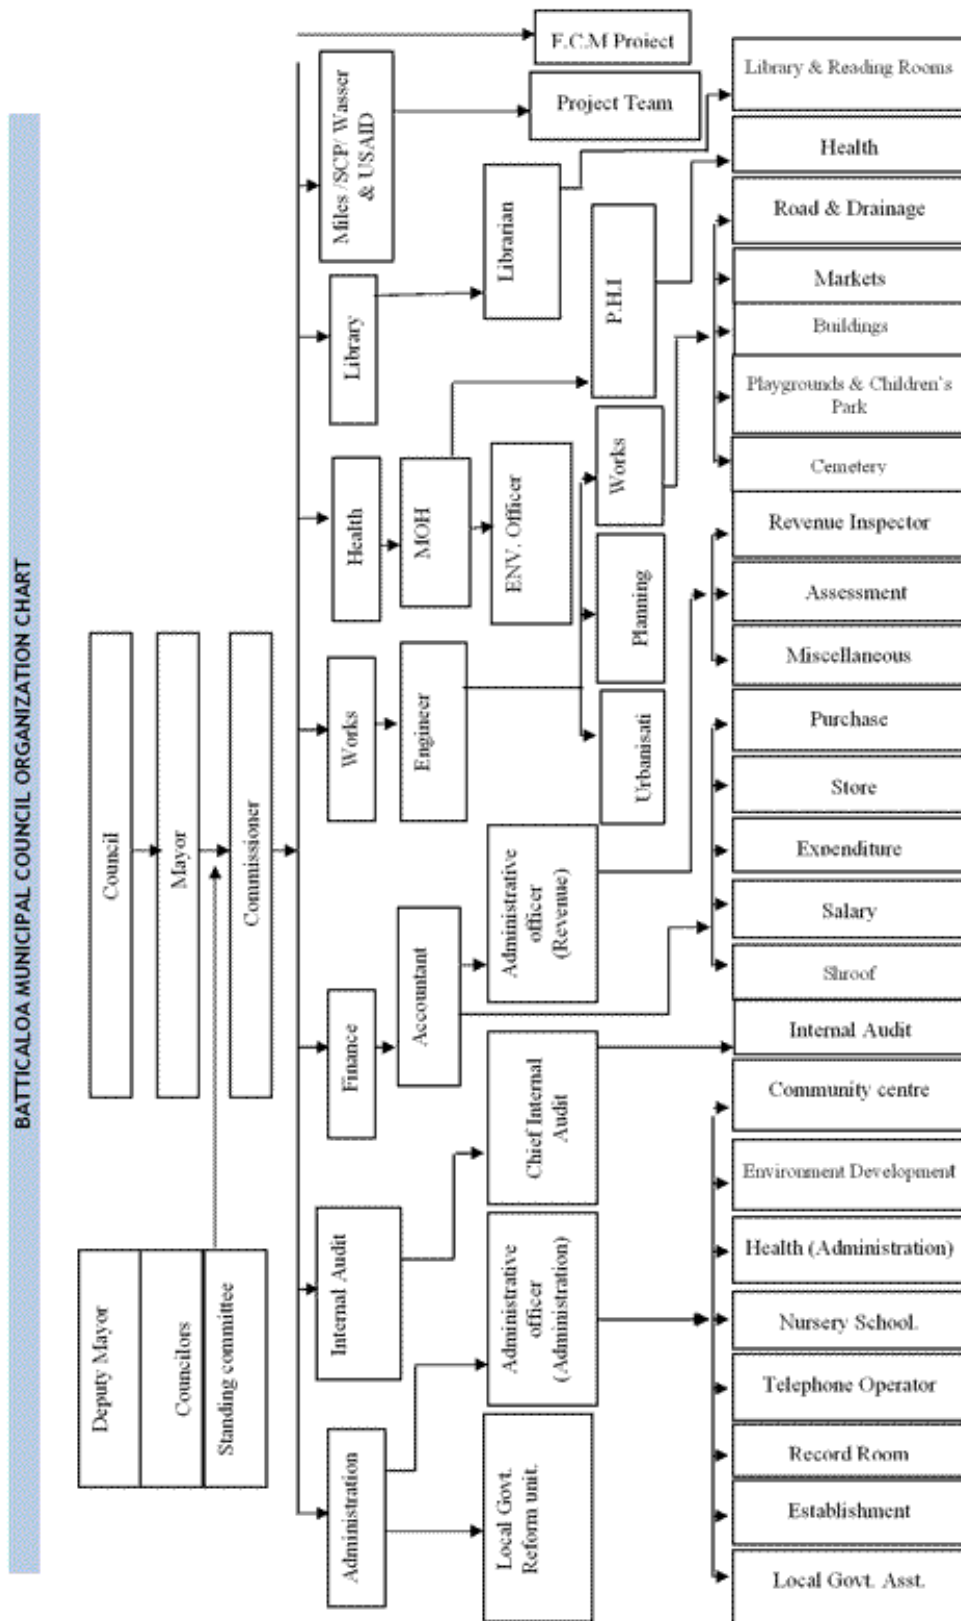 BATTICALOA MUNICIPAL COUNCIL ORGANIZATION CHART
Council
Mayor
Commissioner
Deputy Mayor
Councilors
Standing committee
Administration
Internal Audit
Finance
Works
Health
Library
Miles /SCP/ Wasser
& USAID
F.C.M Project
Accountant
Engineer
MOH
Local Govt.
Reform unit.
Administrative
officer
(Administration)
Chief Internal
Audit
Administrative
officer
(Revenue)
ENV. Officer
Librarian
Project Team
Urbanisati
Planning
Works
P.H.I
Local Govt. Asst.
Establishment
Record Room
Telephone Operator
Nursery School.
Health (Administration)
Environment Development
Community centre
Internal Audit
Shroof
Salary
Expenditure
Store
Purchase
Miscellaneous
Assessment
Revenue Inspector
Cemetery
Playgrounds & Children's
Park
Buildings
Markets
Road & Drainage
Health
Library & Reading Rooms